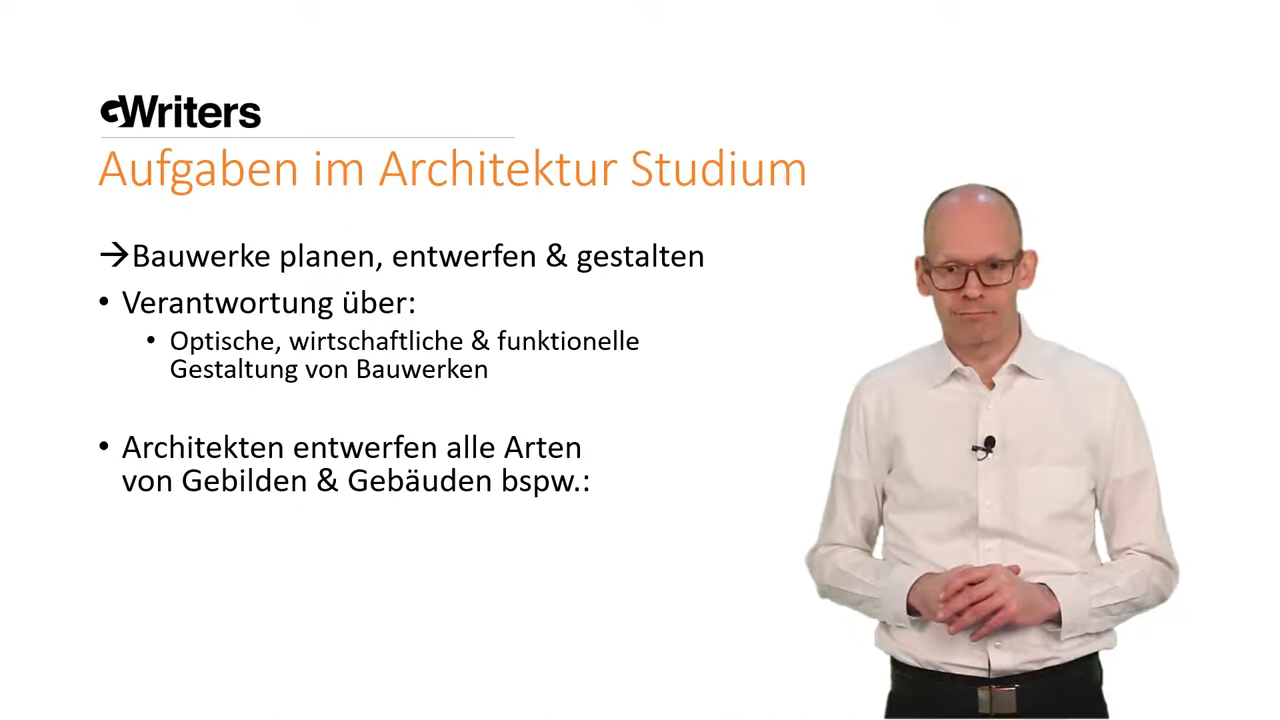 GWriters
Aufgaben im Architektur Studium
→Bauwerke planen, entwerfen & gestalten
• Verantwortung über:
• Optische, wirtschaftliche & funktionelle
Gestaltung von Bauwerken
• Architekten entwerfen alle Arten
von Gebilden & Gebäuden bspw.: